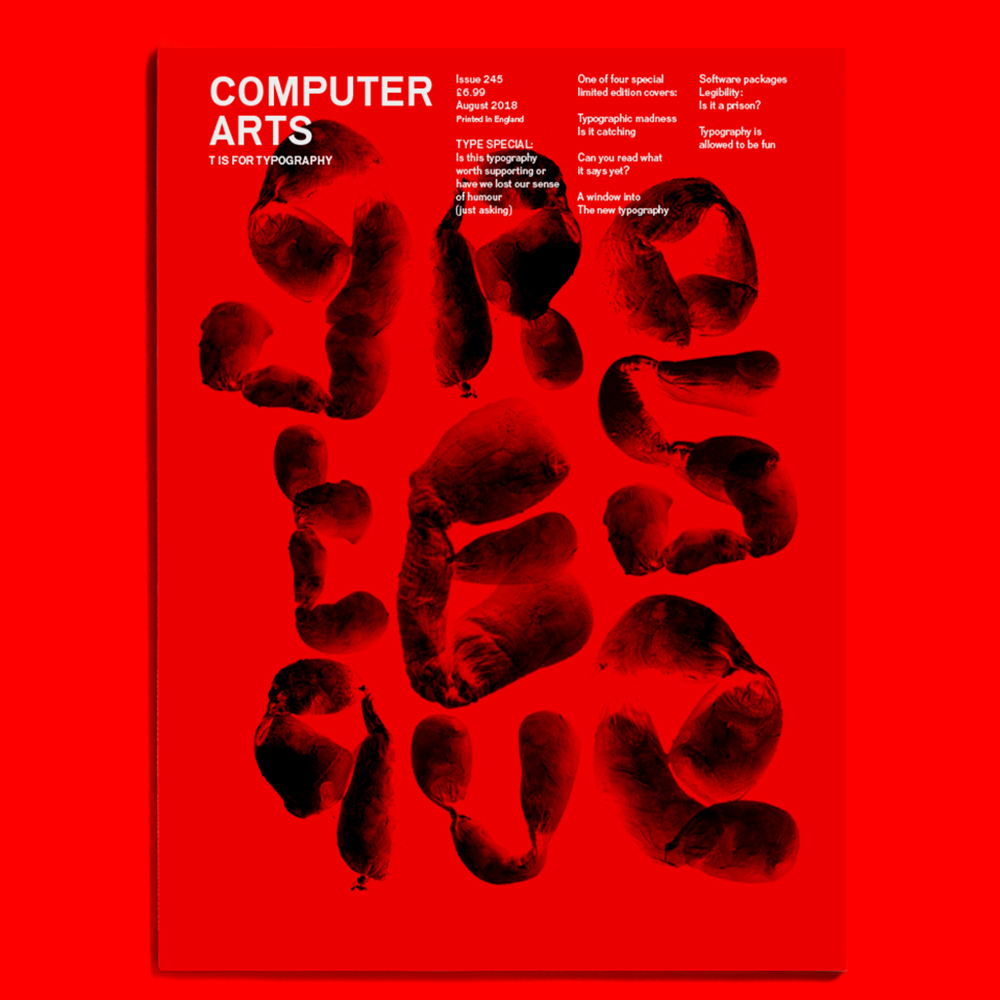 COMPUTER
ARTS
T IS FOR TYPOGRAPHY
Issue 245
£6.99
August 2018
Printed In England
TYPE SPECIAL:
Is this typography
worth supporting or
have we lost our sense
of humour
(just asking)
One of four special
limited edition covers:
Typographic madness
Is it catching
Can you read what
it says yet?
A window into
The new typography
Software packages
Legibility:
Is it a prison?
Typography is
allowed to be fun
gRO
tES
qUe